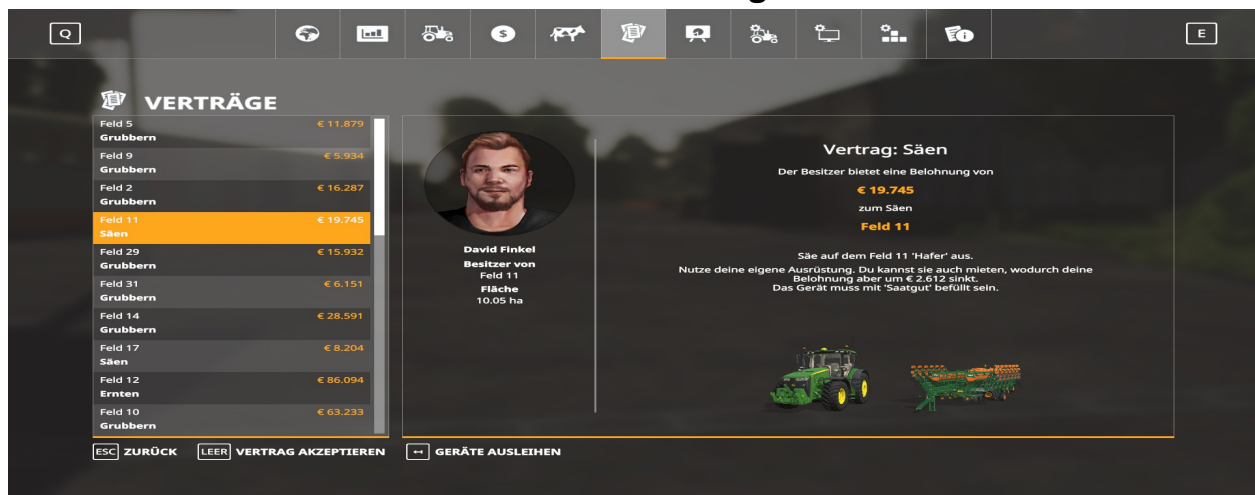 Q
E
VERTRÄGE
Feld 5 € 11.879
Grubbern
Feld 9 € 5.934
Grubbern
Feld 2 € 16.287
Grubbern
Feld 11 € 19.745
Säen
Feld 29 € 15.932
Grubbern
Feld 31 € 6.151
Grubbern
Feld 14 € 28.591
Grubbern
Feld 17 € 8.204
Säen
Feld 12 € 86.094
Ernten
Feld 10 € 63.233
Grubbern
David Finkel
Besitzer von
Feld 11
Fläche
10.05 ha
Vertrag: Säen
Der Besitzer bietet eine Belohnung von
€ 19.745
zum Säen
Feld 11
Säe auf dem Feld 11 'Hafer' aus.
Nutze deine eigene Ausrüstung. Du kannst sie auch mieten, wodurch deine
Belohnung aber um € 2.612 sinkt.
Das Gerät muss mit 'Saatgut' befüllt sein.
ESC ZURÜCK LEER VERTRAG AKZEPTIEREN ↔ GERÄTE AUSLEIHEN